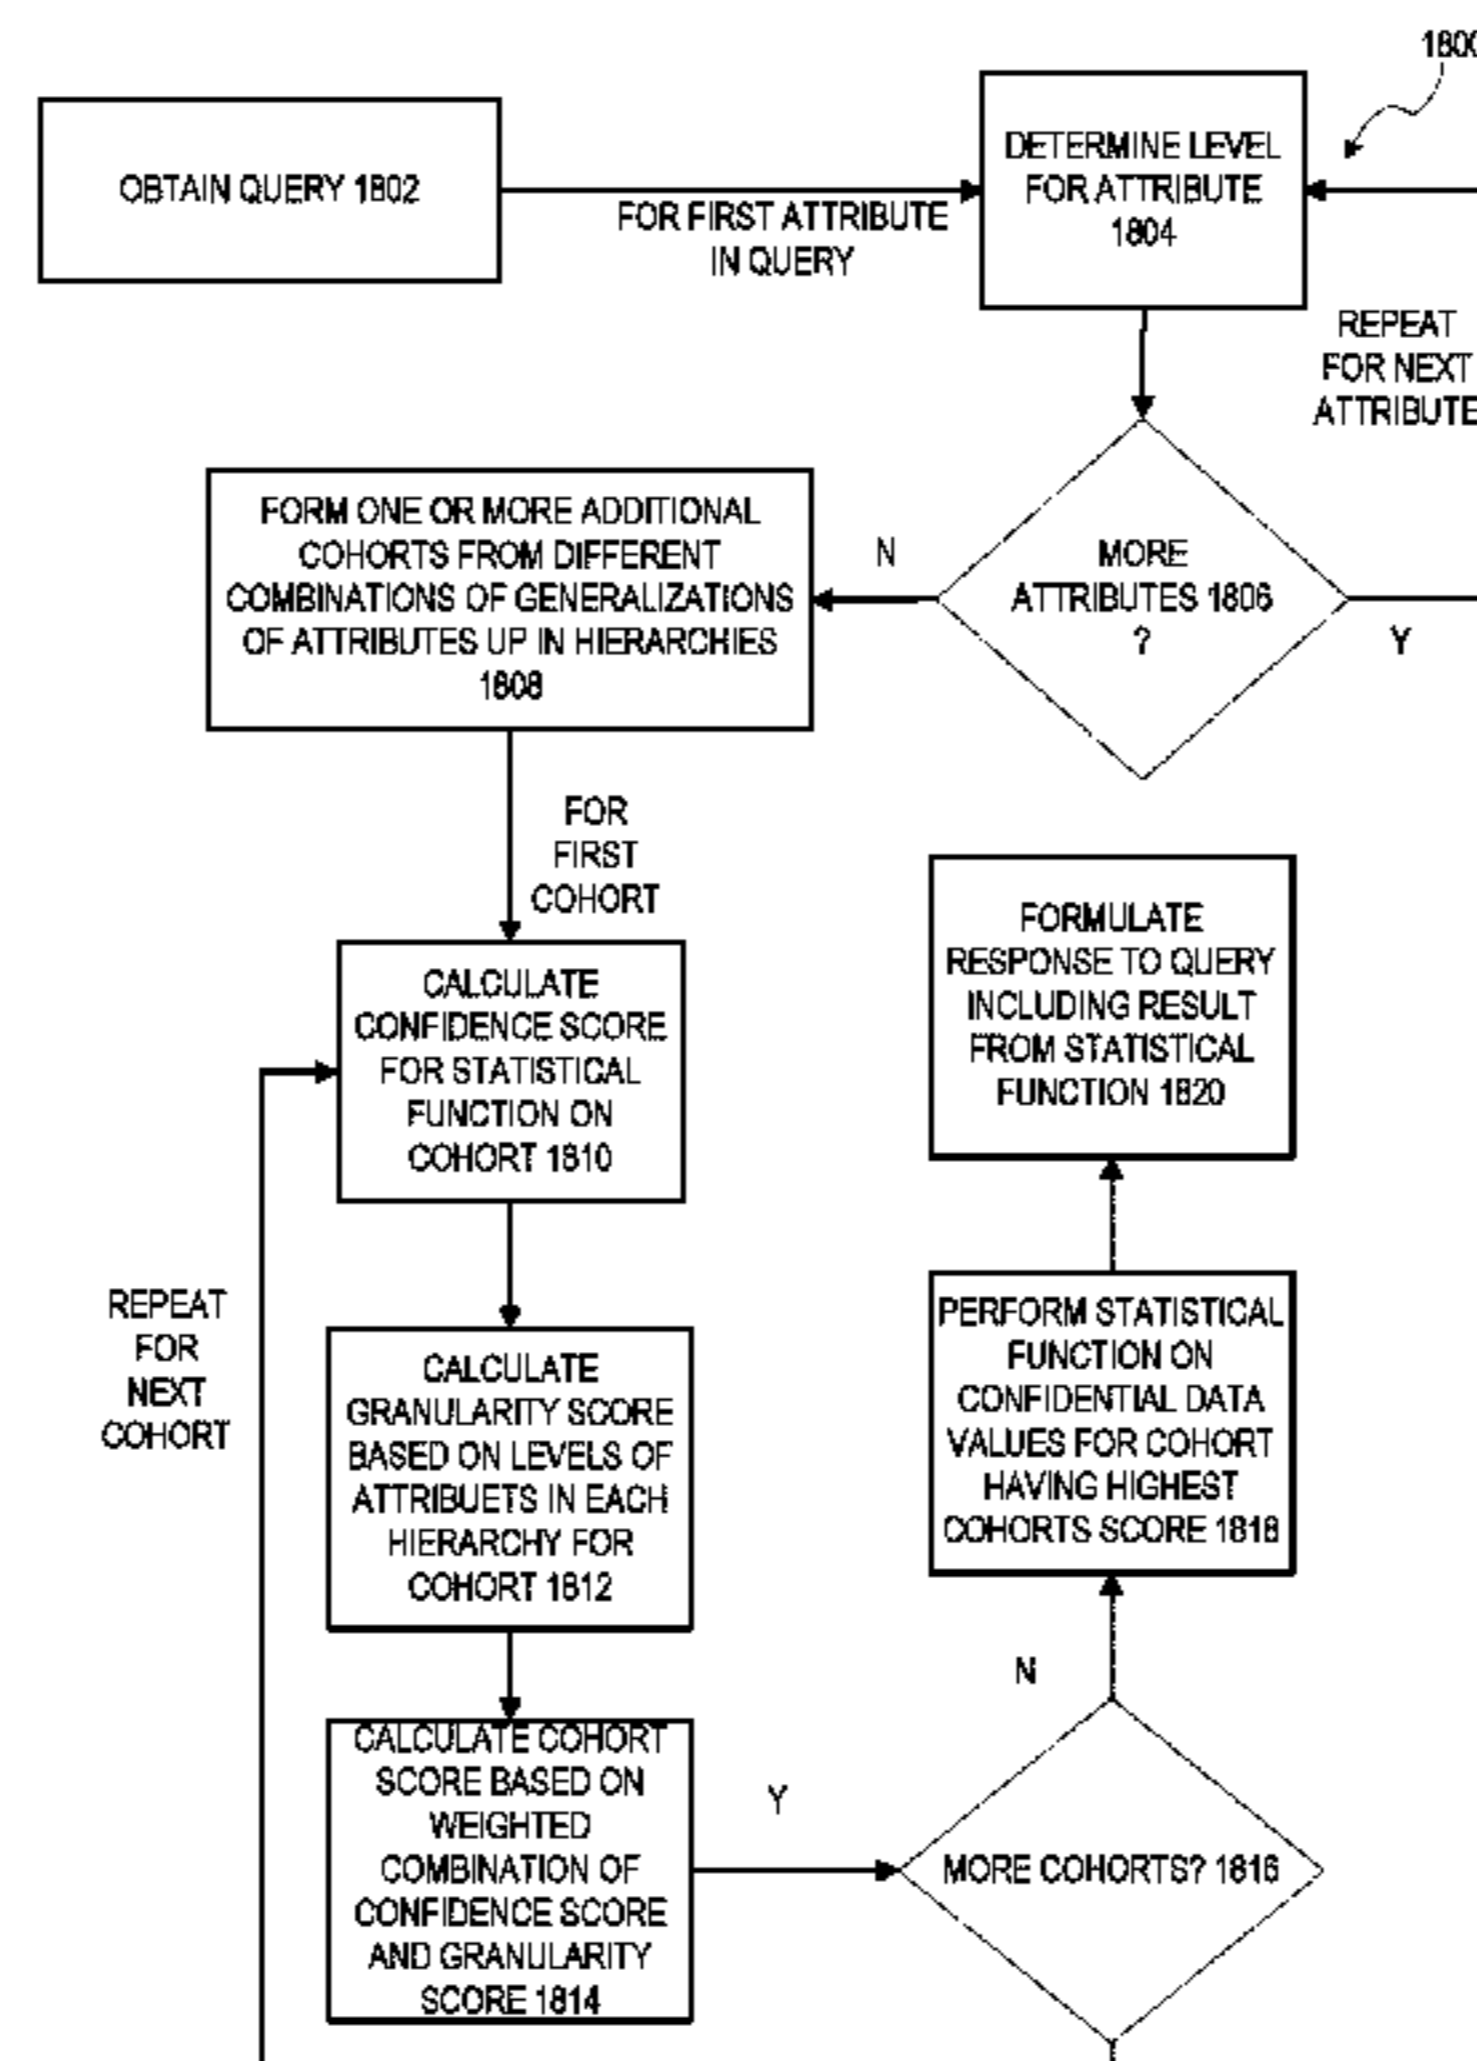 1800
OBTAIN QUERY 1802
FOR FIRST ATTRIBUTE
IN QUERY
DETERMINE LEVEL
FOR ATTRIBUTE
1804
REPEAT
FOR NEXT
ATTRIBUTE
MORE
ATTRIBUTES 1806
?
N
Y
FORM ONE OR MORE ADDITIONAL
COHORTS FROM DIFFERENT
COMBINATIONS OF GENERALIZATIONS
OF ATTRIBUTES UP IN HIERARCHIES
1808
FOR
FIRST
COHORT
CALCULATE
CONFIDENCE SCORE
FOR STATISTICAL
FUNCTION ON
COHORT 1810
REPEAT
FOR
NEXT
COHORT
CALCULATE
GRANULARITY SCORE
BASED ON LEVELS OF
ATTRIBUETS IN EACH
HIERARCHY FOR
COHORT 1812
CALCULATE COHORT
SCORE BASED ON
WEIGHTED
COMBINATION OF
CONFIDENCE SCORE
AND GRANULARITY
SCORE 1814
Y
MORE COHORTS? 1816
N
PERFORM STATISTICAL
FUNCTION ON
CONFIDENTIAL DATA
VALUES FOR COHORT
HAVING HIGHEST
COHORTS SCORE 1818
FORMULATE
RESPONSE TO QUERY
INCLUDING RESULT
FROM STATISTICAL
FUNCTION 1820